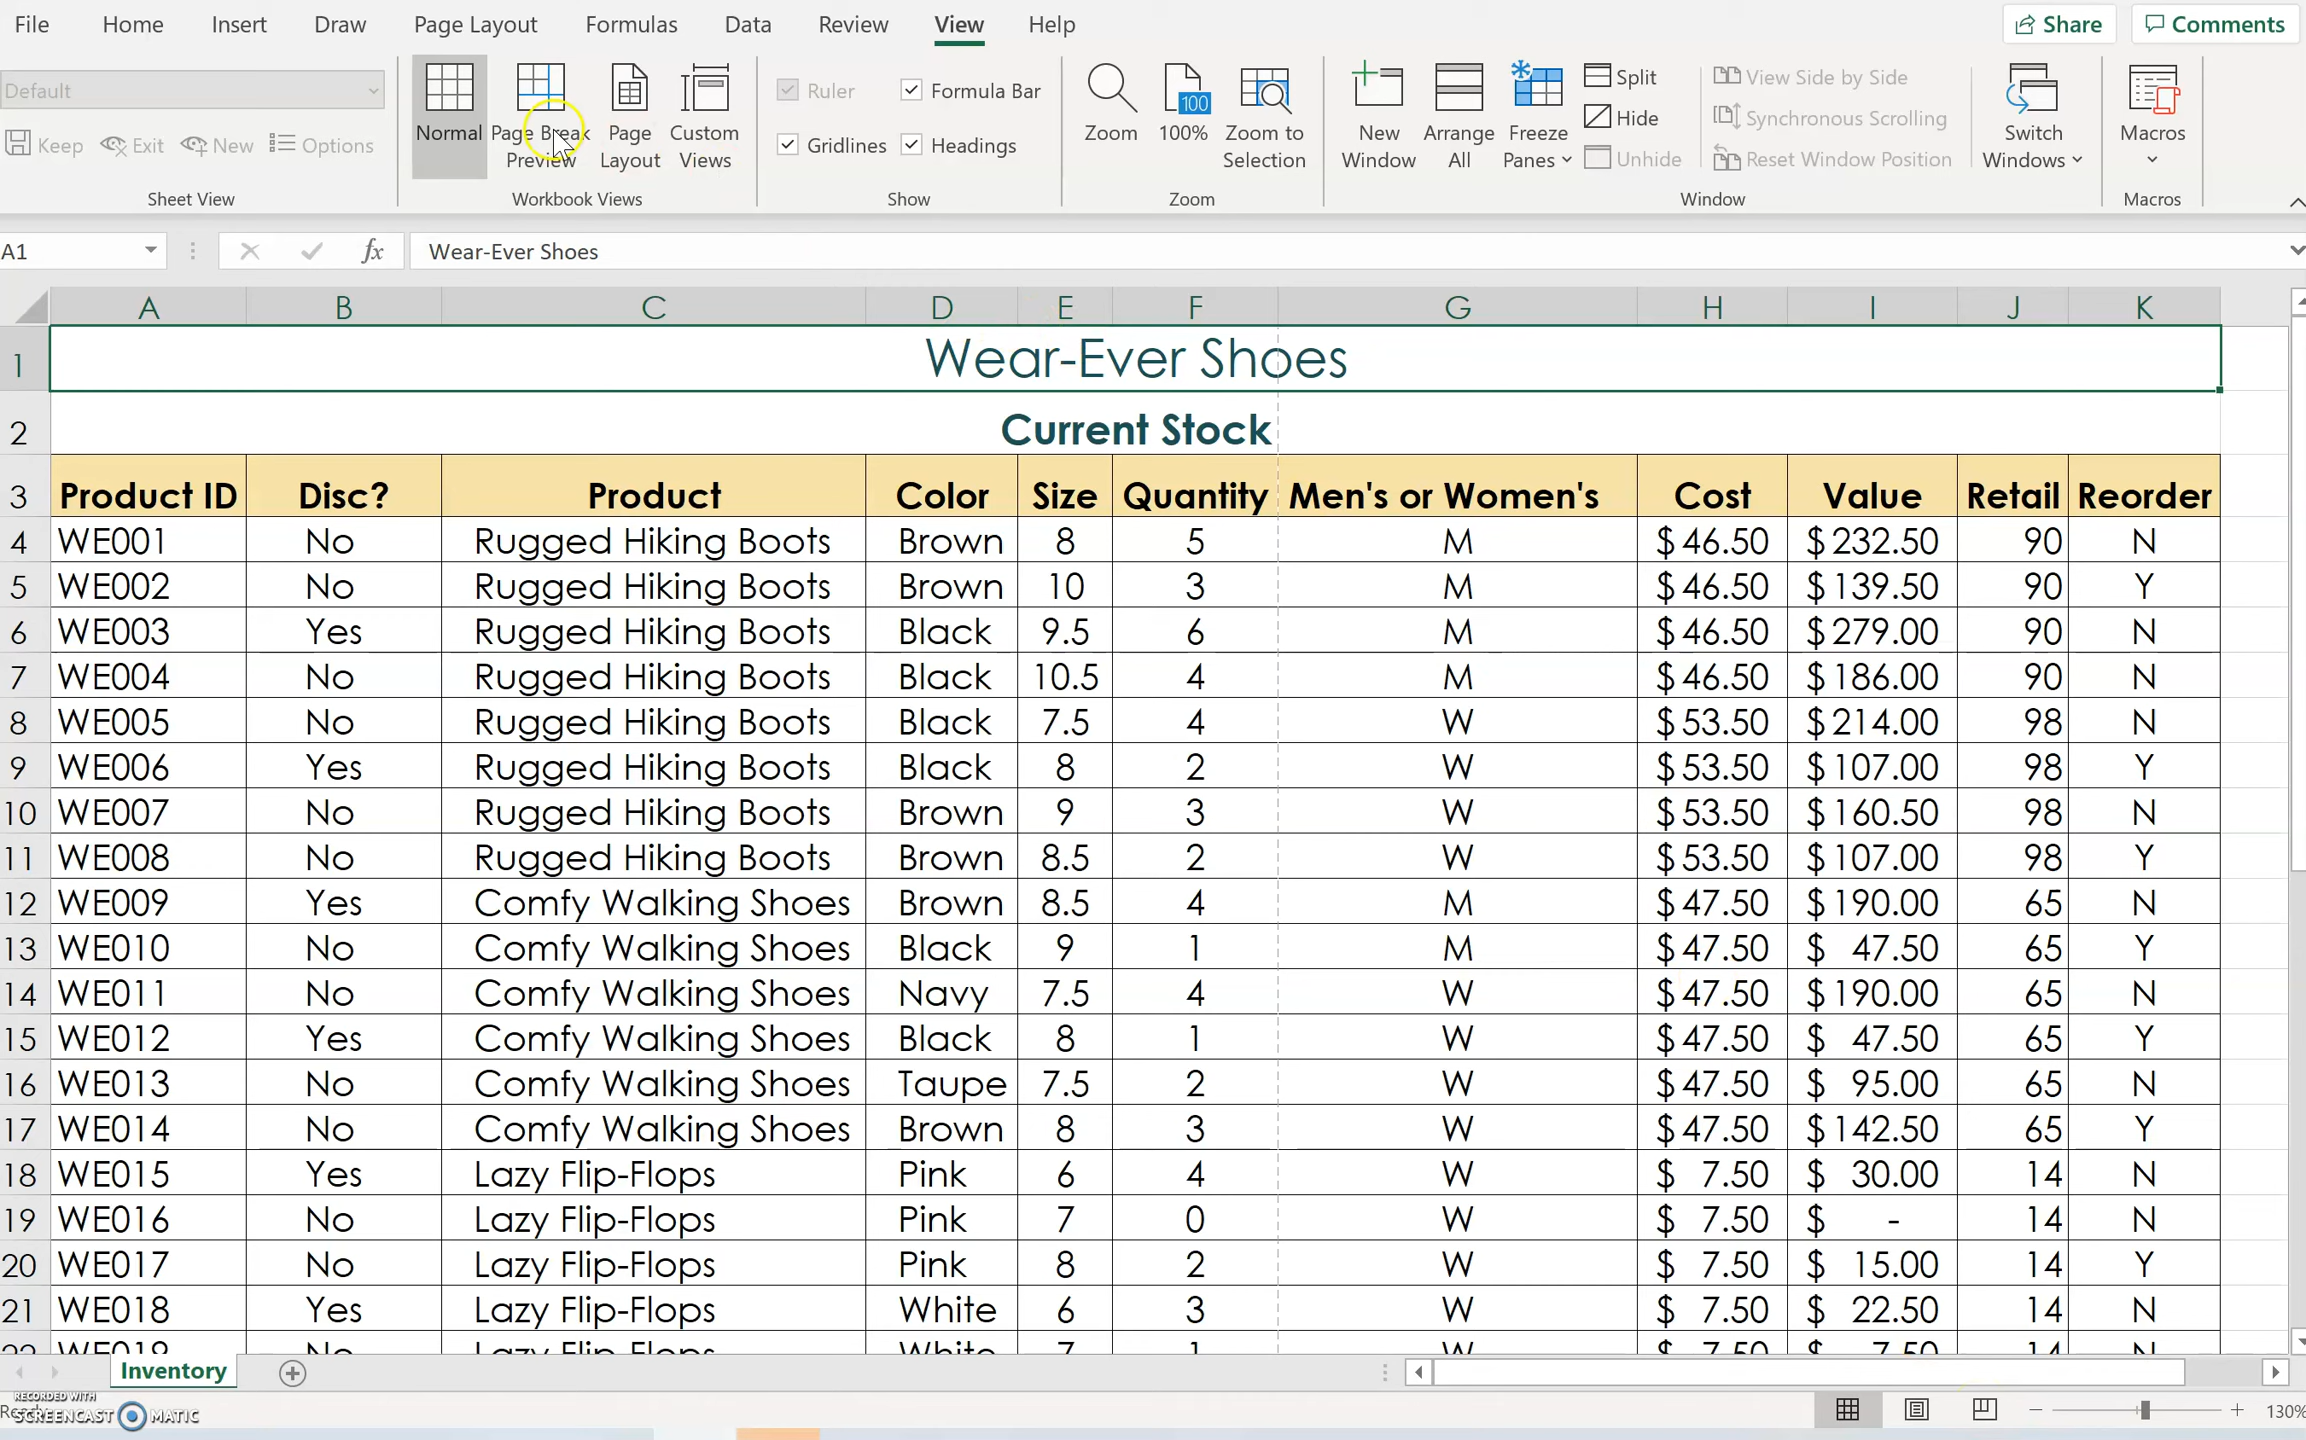 File Home Insert Draw Page Layout Formulas Data Review View Help Share Comments
Default Ruler Formula Bar Split View Side by Side
Normal Page Break Preview Page Layout Custom Views Zoom 100 100% Zoom to Selection New Window Arrange All Freeze Panes Hide Synchronous Scrolling Switch Windows Macros
Keep Exit New Options Gridlines Headings Unhide Reset Window Position
Sheet View Workbook Views Show Zoom Window Macros
A1 fx Wear-Ever Shoes
A B C D E F G H I J K
1 Wear-Ever Shoes
2 Current Stock
3 Product ID Disc? Product Color Size Quantity Men's or Women's Cost Value Retail Reorder
4 WE001 No Rugged Hiking Boots Brown 8 5 M $ 46.50 $ 232.50 90 N
5 WE002 No Rugged Hiking Boots Brown 10 3 M $ 46.50 $ 139.50 90 Y
6 WE003 Yes Rugged Hiking Boots Black 9.5 6 M $ 46.50 $ 279.00 90 N
7 WE004 No Rugged Hiking Boots Black 10.5 4 M $ 46.50 $ 186.00 90 N
8 WE005 No Rugged Hiking Boots Black 7.5 4 W $ 53.50 $ 214.00 98 N
9 WE006 Yes Rugged Hiking Boots Black 8 2 W $ 53.50 $ 107.00 98 Y
10 WE007 No Rugged Hiking Boots Brown 9 3 W $ 53.50 $ 160.50 98 N
11 WE008 No Rugged Hiking Boots Brown 8.5 2 W $ 53.50 $ 107.00 98 Y
12 WE009 Yes Comfy Walking Shoes Brown 8.5 4 M $ 47.50 $ 190.00 65 N
13 WE010 No Comfy Walking Shoes Black 9 1 M $ 47.50 $ 47.50 65 Y
14 WE011 No Comfy Walking Shoes Navy 7.5 4 W $ 47.50 $ 190.00 65 N
15 WE012 Yes Comfy Walking Shoes Black 8 1 W $ 47.50 $ 47.50 65 Y
16 WE013 No Comfy Walking Shoes Taupe 7.5 2 W $ 47.50 $ 95.00 65 N
17 WE014 No Comfy Walking Shoes Brown 8 3 W $ 47.50 $ 142.50 65 Y
18 WE015 Yes Lazy Flip-Flops Pink 6 4 W $ 7.50 $ 30.00 14 N
19 WE016 No Lazy Flip-Flops Pink 7 0 W $ 7.50 $ - 14 N
20 WE017 No Lazy Flip-Flops Pink 8 2 W $ 7.50 $ 15.00 14 Y
21 WE018 Yes Lazy Flip-Flops White 6 3 W $ 7.50 $ 22.50 14 N
22 WE019 No Lazy Flip-Flops White 7 1 W $ 7.50 $ 7.50 14 N
Inventory
RECORDED WITH
SCREENCAST MATIC 130%